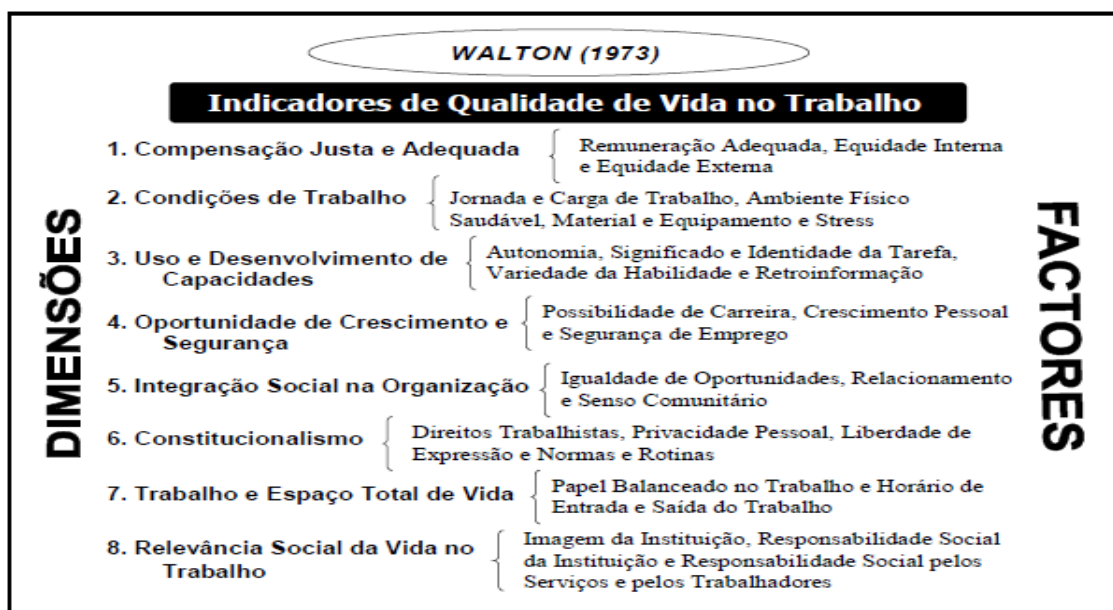 WALTON (1973)
Indicadores de Qualidade de Vida no Trabalho
DIMENSÕES
FACTORES
1. Compensação Justa e Adequada
Remuneração Adequada, Equidade Interna
e Equidade Externa
2. Condições de Trabalho
Jornada e Carga de Trabalho, Ambiente Físico
Saudável, Material e Equipamento e Stress
3. Uso e Desenvolvimento de
Capacidades
Autonomia, Significado e Identidade da Tarefa,
Variedade da Habilidade e Retroinformação
4. Oportunidade de Crescimento e
Segurança
Possibilidade de Carreira, Crescimento Pessoal
e Segurança de Emprego
5. Integração Social na Organização
Igualdade de Oportunidades, Relacionamento
e Senso Comunitário
6. Constitucionalismo
Direitos Trabalhistas, Privacidade Pessoal, Liberdade de
Expressão e Normas e Rotinas
7. Trabalho e Espaço Total de Vida
Papel Balanceado no Trabalho e Horário de
Entrada e Saída do Trabalho
8. Relevância Social da Vida no
Trabalho
Imagem da Instituição, Responsabilidade Social
da Instituição e Responsabilidade Social pelos
Serviços e pelos Trabalhadores